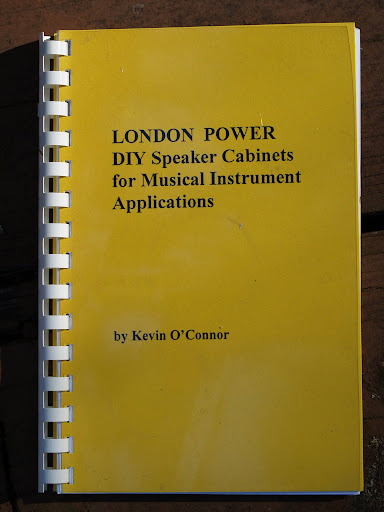 LONDON POWER
DIY Speaker Cabinets
for Musical Instrument
Applications
by Kevin O'Connor